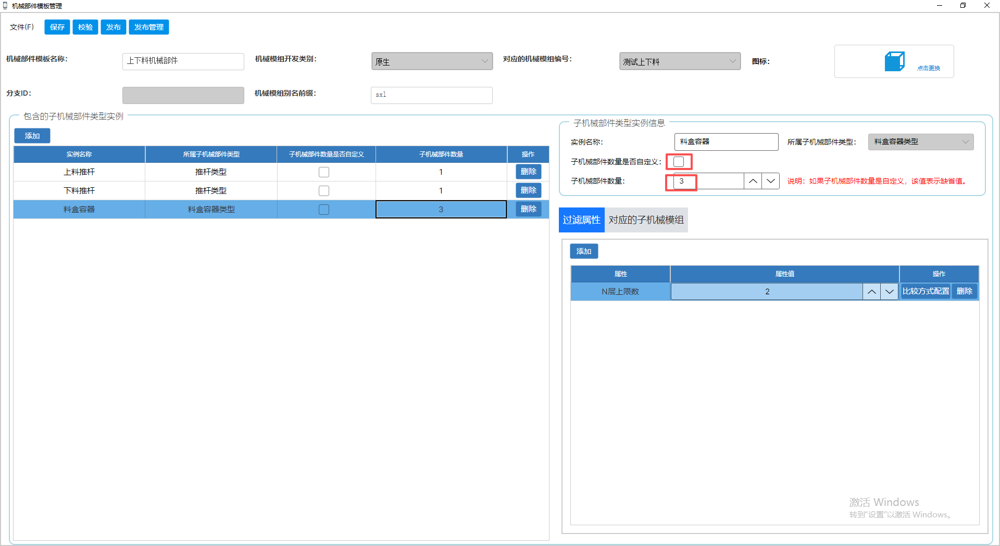 机械部件模板管理
文件(F) 保存 校验 发布 发布管理
机械部件模板名称： 上下料机械部件 机械模组开发类别： 原生 对应的机械模组编号： 测试上下料 图标： 点击更换
分支ID： 机械模组别名前缀： sxl
包含的子机械部件类型实例
添加
实例名称 所属子机械部件类型 子机械部件数量是否自定义 子机械部件数量 操作
上料推杆 推杆类型 1 删除
下料推杆 推杆类型 1 删除
料盒容器 料盒容器类型 3 删除
子机械部件类型实例信息
实例名称： 料盒容器 所属子机械部件类型： 料盒容器类型
子机械部件数量是否自定义：
子机械部件数量： 3 说明：如果子机械部件数量是自定义，该值表示缺省值。
过滤属性 对应的子机械模组
添加
属性 属性值 操作
N层上限数 2 比较方式配置 删除
激活 Windows
转到“设置”以激活 Windows。